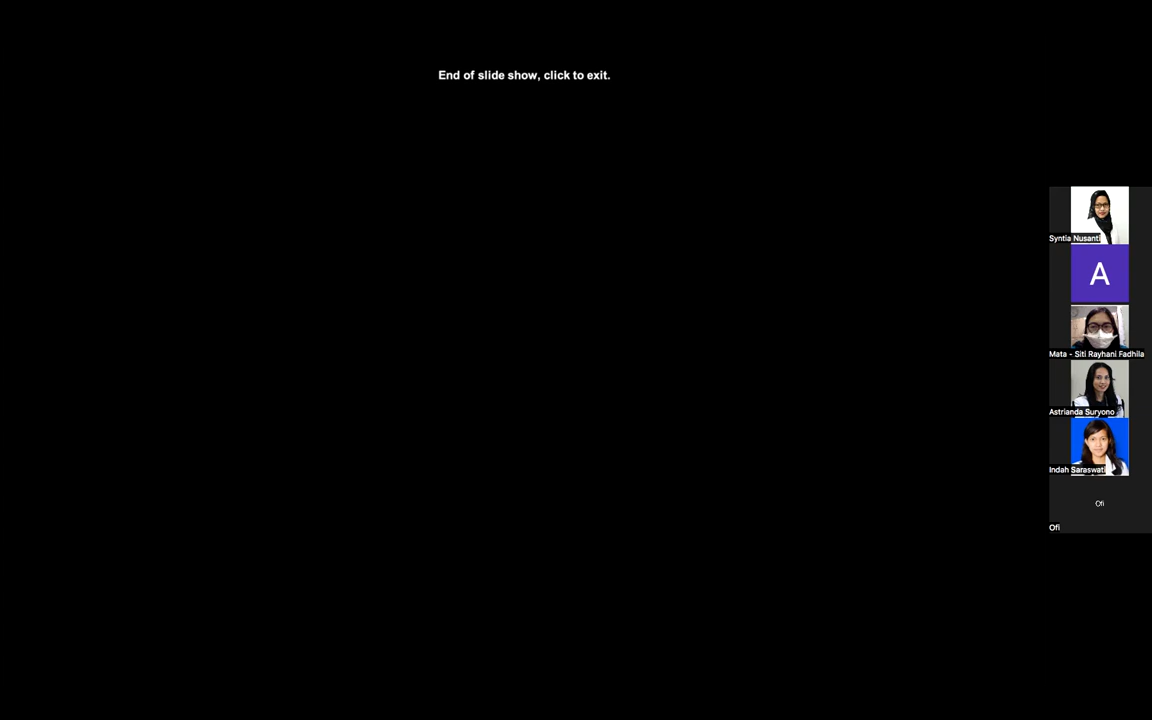 End of slide show, click to exit.
Syntia Nusanti
A
Mata - Siti Rayhani Fadhila
Astrianda Suryono
Indah Saraswati
Ofi
Ofi